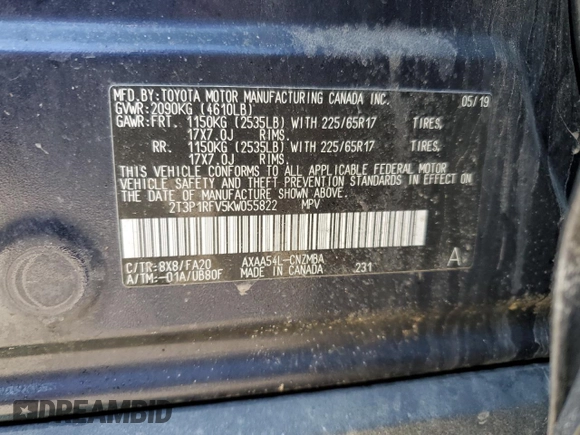 MFD.BY:TOYOTA MOTOR MANUFACTURING CANADA INC. 05/19
GVWR:2090KG (4610LB)
GAWR:FRT. 1150KG (2535LB) WITH 225/65R17 TIRES,
17X7.0J RIMS,
RR. 1150KG (2535LB) WITH 225/65R17 TIRES,
17X7.0J RIMS,
THIS VEHICLE CONFORMS TO ALL APPLICABLE FEDERAL MOTOR
VEHICLE SAFETY AND THEFT PREVENTION STANDARDS IN EFFECT ON
THE DATE OF MANUFACTURE SHOWN ABOVE.
2T3P1RFV5KW055822 MPV
C/TR:8X8/FA20 AXAA54L-CNZMBA
A/TM:-01A/UB80F MADE IN CANADA 231 A
DREAMBID